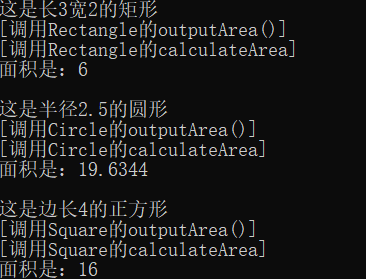 这是长3宽2的矩形
[调用Rectangle的outputArea()]
[调用Rectangle的calculateArea]
面积是：6
这是半径2.5的圆形
[调用Circle的outputArea()]
[调用Circle的calculateArea]
面积是：19.6344
这是边长4的正方形
[调用Square的outputArea()]
[调用Square的calculateArea]
面积是：16